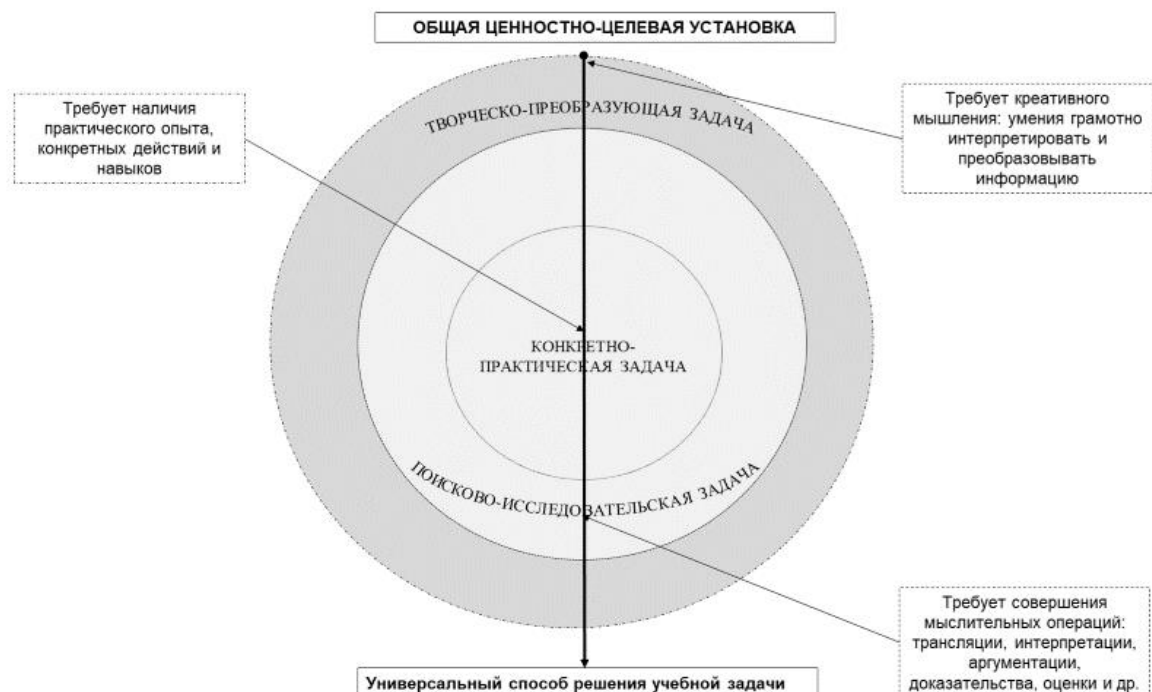 ОБЩАЯ ЦЕННОСТНО-ЦЕЛЕВАЯ УСТАНОВКА
Требует наличия
практического опыта,
конкретных действий и
навыков
ТВОРЧЕСКО-ПРЕОБРАЗУЮЩАЯ ЗАДАЧА
Требует креативного
мышления: умения грамотно
интерпретировать и
преобразовывать
информацию
КОНКРЕТНО-
ПРАКТИЧЕСКАЯ ЗАДАЧА
ПОИСКОВО-ИССЛЕДОВАТЕЛЬСКАЯ ЗАДАЧА
Требует совершения
мыслительных операций:
трансляции, интерпретации,
аргументации,
доказательства, оценки и др.
Универсальный способ решения учебной задачи